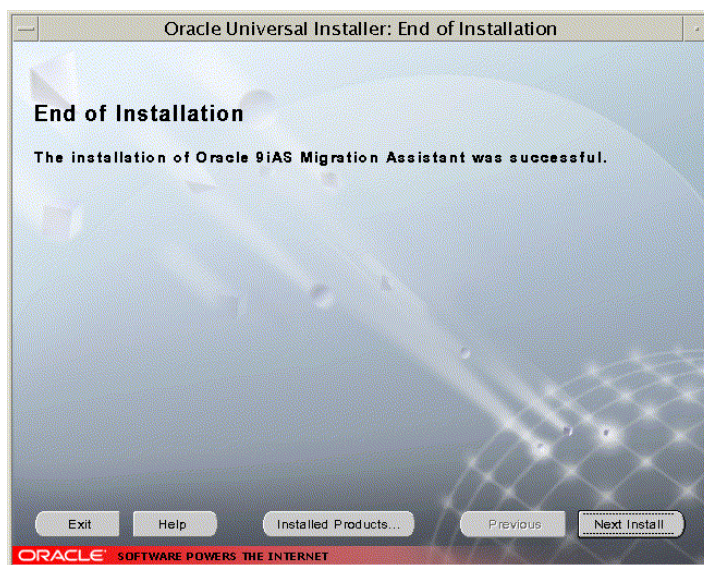 Oracle Universal Installer: End of Installation
End of Installation
The installation of Oracle 9iAS Migration Assistant was successful.
Exit
Help
Installed Products...
Previous
Next Install
ORACLE® SOFTWARE POWERS THE INTERNET